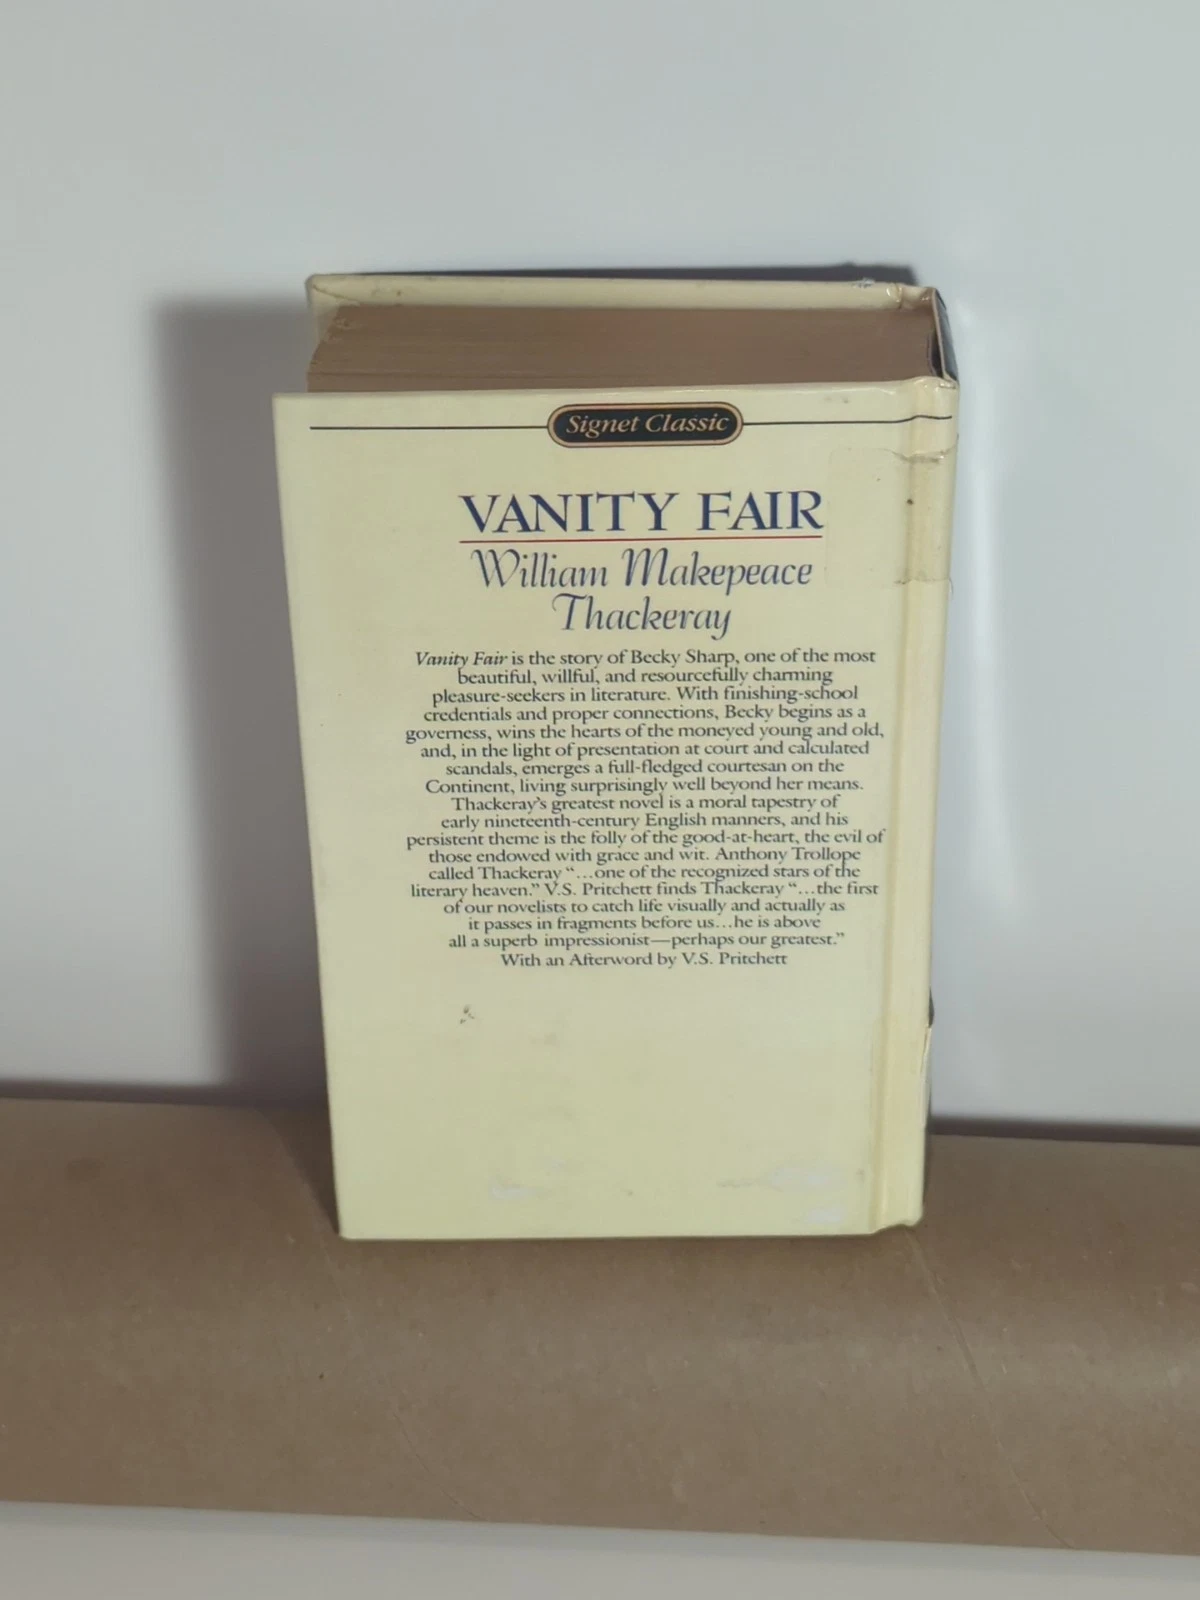 Signet Classic
VANITY FAIR
William Makepeace
Thackeray
Vanity Fair is the story of Becky Sharp, one of the most
beautiful, willful, and resourcefully charming
pleasure-seekers in literature. With finishing-school
credentials and proper connections, Becky begins as a
governess, wins the hearts of the moneyed young and old,
and, in the light of presentation at court and calculated
scandals, emerges a full-fledged courtesan on the
Continent, living surprisingly well beyond her means.
Thackeray's greatest novel is a moral tapestry of
early nineteenth-century English manners, and his
persistent theme is the folly of the good-at-heart, the evil of
those endowed with grace and wit. Anthony Trollope
called Thackeray “...one of the recognized stars of the
literary heaven.” V.S. Pritchett finds Thackeray “...the first
of our novelists to catch life visually and actually as
it passes in fragments before us...he is above
all a superb impressionist—perhaps our greatest.”
With an Afterword by V.S. Pritchett